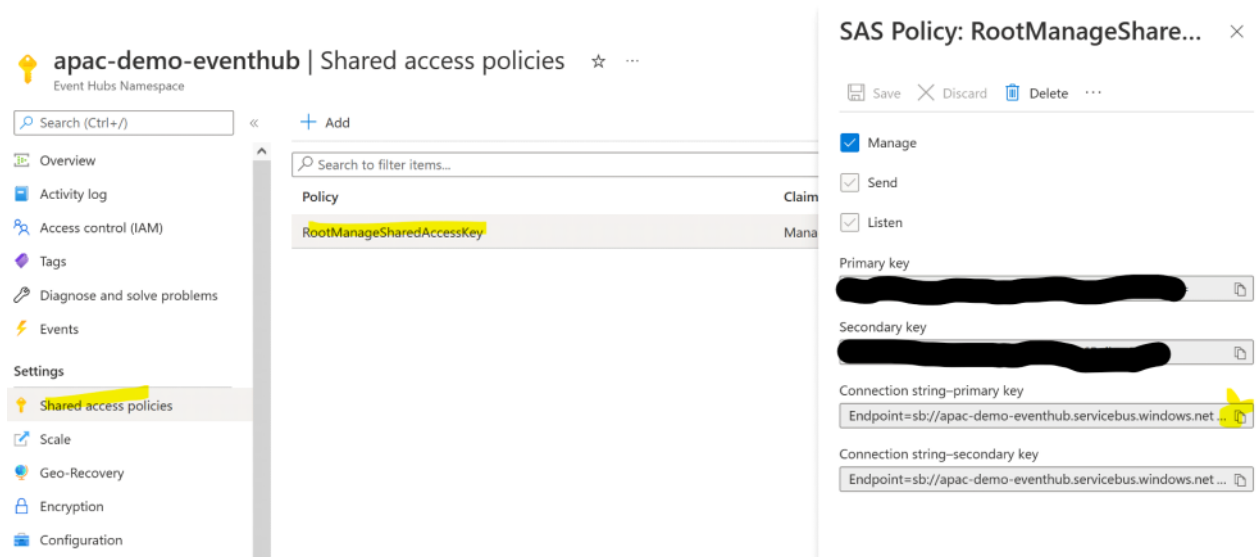 apac-demo-eventhub | Shared access policies
Event Hubs Namespace
Search (Ctrl+/)
Overview
Activity log
Access control (IAM)
Tags
Diagnose and solve problems
Events
Settings
Shared access policies
Scale
Geo-Recovery
Encryption
Configuration
Add
Search to filter items...
Policy Claim
RootManageSharedAccessKey Mana
SAS Policy: RootManageShare...
Save Discard Delete
Manage
Send
Listen
Primary key
Secondary key
Connection string–primary key
Endpoint=sb://apac-demo-eventhub.servicebus.windows.net ...
Connection string–secondary key
Endpoint=sb://apac-demo-eventhub.servicebus.windows.net ...